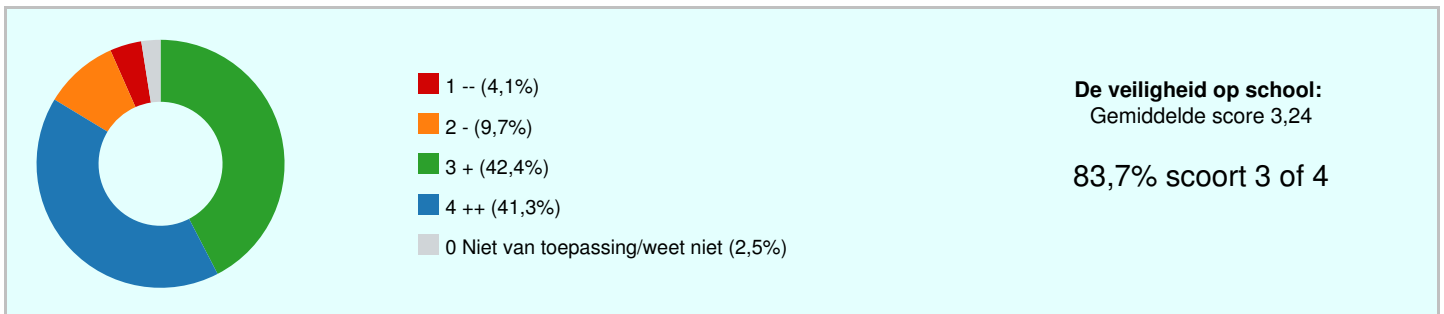 1 -- (4,1%)
2 - (9,7%)
3 + (42,4%)
4 ++ (41,3%)
0 Niet van toepassing/weet niet (2,5%)
De veiligheid op school:
Gemiddelde score 3,24
83,7% scoort 3 of 4